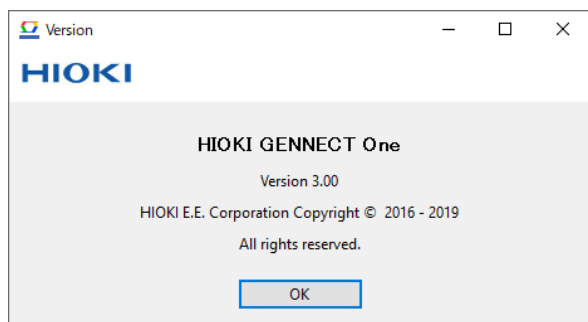 Version
HIOKI
HIOKI GENNECT One
Version 3.00
HIOKI E.E. Corporation Copyright © 2016 - 2019
All rights reserved.
OK